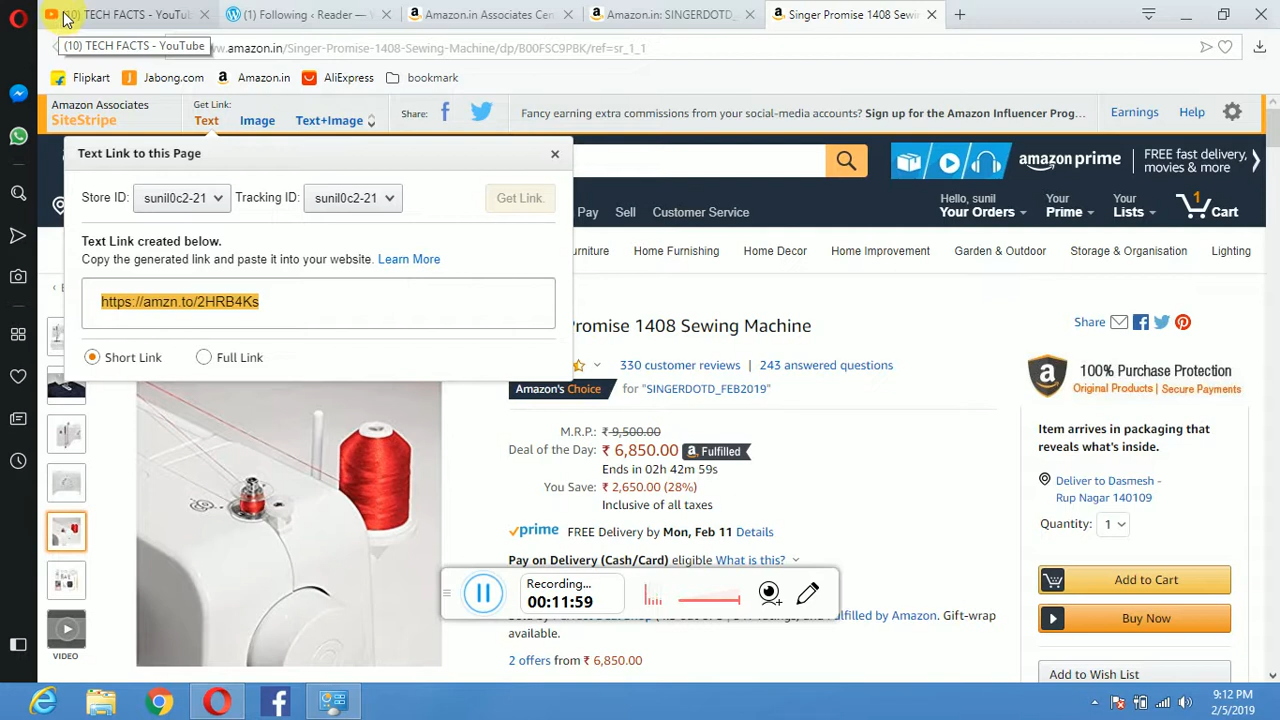 10) TECH FACTS - YouTub
(1) Following ‹ Reader —
Amazon.in Associates Cen
Amazon.in: SINGERDOTD_
Singer Promise 1408 Sewi
(10) TECH FACTS - YouTube
www.amazon.in/Singer-Promise-1408-Sewing-Machine/dp/B00FSC9PBK/ref=sr_1_1
Flipkart
Jabong.com
Amazon.in
AliExpress
bookmark
Amazon Associates
SiteStripe
Get Link:
Text Image Text+Image
Share:
Fancy earning extra commissions from your social-media accounts? Sign up for the Amazon Influencer Prog...
Earnings
Help
Text Link to this Page
Store ID: sunil0c2-21 Tracking ID: sunil0c2-21 Get Link.
Text Link created below.
Copy the generated link and paste it into your website. Learn More
https://amzn.to/2HRB4Ks
Short Link
Full Link
amazon prime
FREE fast delivery,
movies & more
Pay Sell Customer Service
Hello, sunil
Your Orders
Your
Prime
Your
Lists
1
Cart
urniture
Home Furnishing
Home Decor
Home Improvement
Garden & Outdoor
Storage & Organisation
Luggage
Promise 1408 Sewing Machine
330 customer reviews | 243 answered questions
Amazon's Choice for "SINGERDOTD_FEB2019"
M.R.P.: ₹ 9,500.00
Deal of the Day: ₹ 6,850.00 Fulfilled
Ends in 02h 42m 59s
You Save: ₹ 2,650.00 (28%)
Inclusive of all taxes
prime FREE Delivery by Mon, Feb 11 Details
Pay on Delivery (Cash/Card) eligible What is this?
ulfilled by Amazon. Gift-wrap
available.
2 offers from ₹ 6,850.00
Share
100% Purchase Protection
Original Products | Secure Payments
Item arrives in packaging that
reveals what's inside.
Deliver to Dasmesh -
Rup Nagar 140109
Quantity: 1
Add to Cart
Buy Now
Add to Wish List
VIDEO
Recording...
00:11:59
9:12 PM
2/5/2019